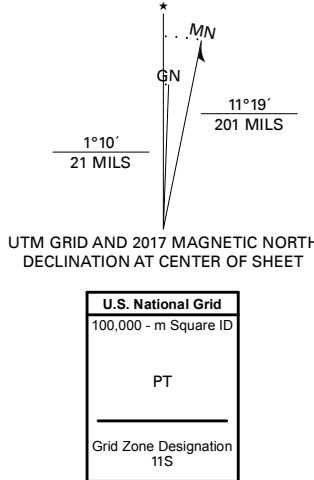 MN
GN
11°19´
201 MILS
1°10´
21 MILS
UTM GRID AND 2017 MAGNETIC NORTH
DECLINATION AT CENTER OF SHEET
U.S. National Grid
100,000 - m Square ID
PT
Grid Zone Designation
11S